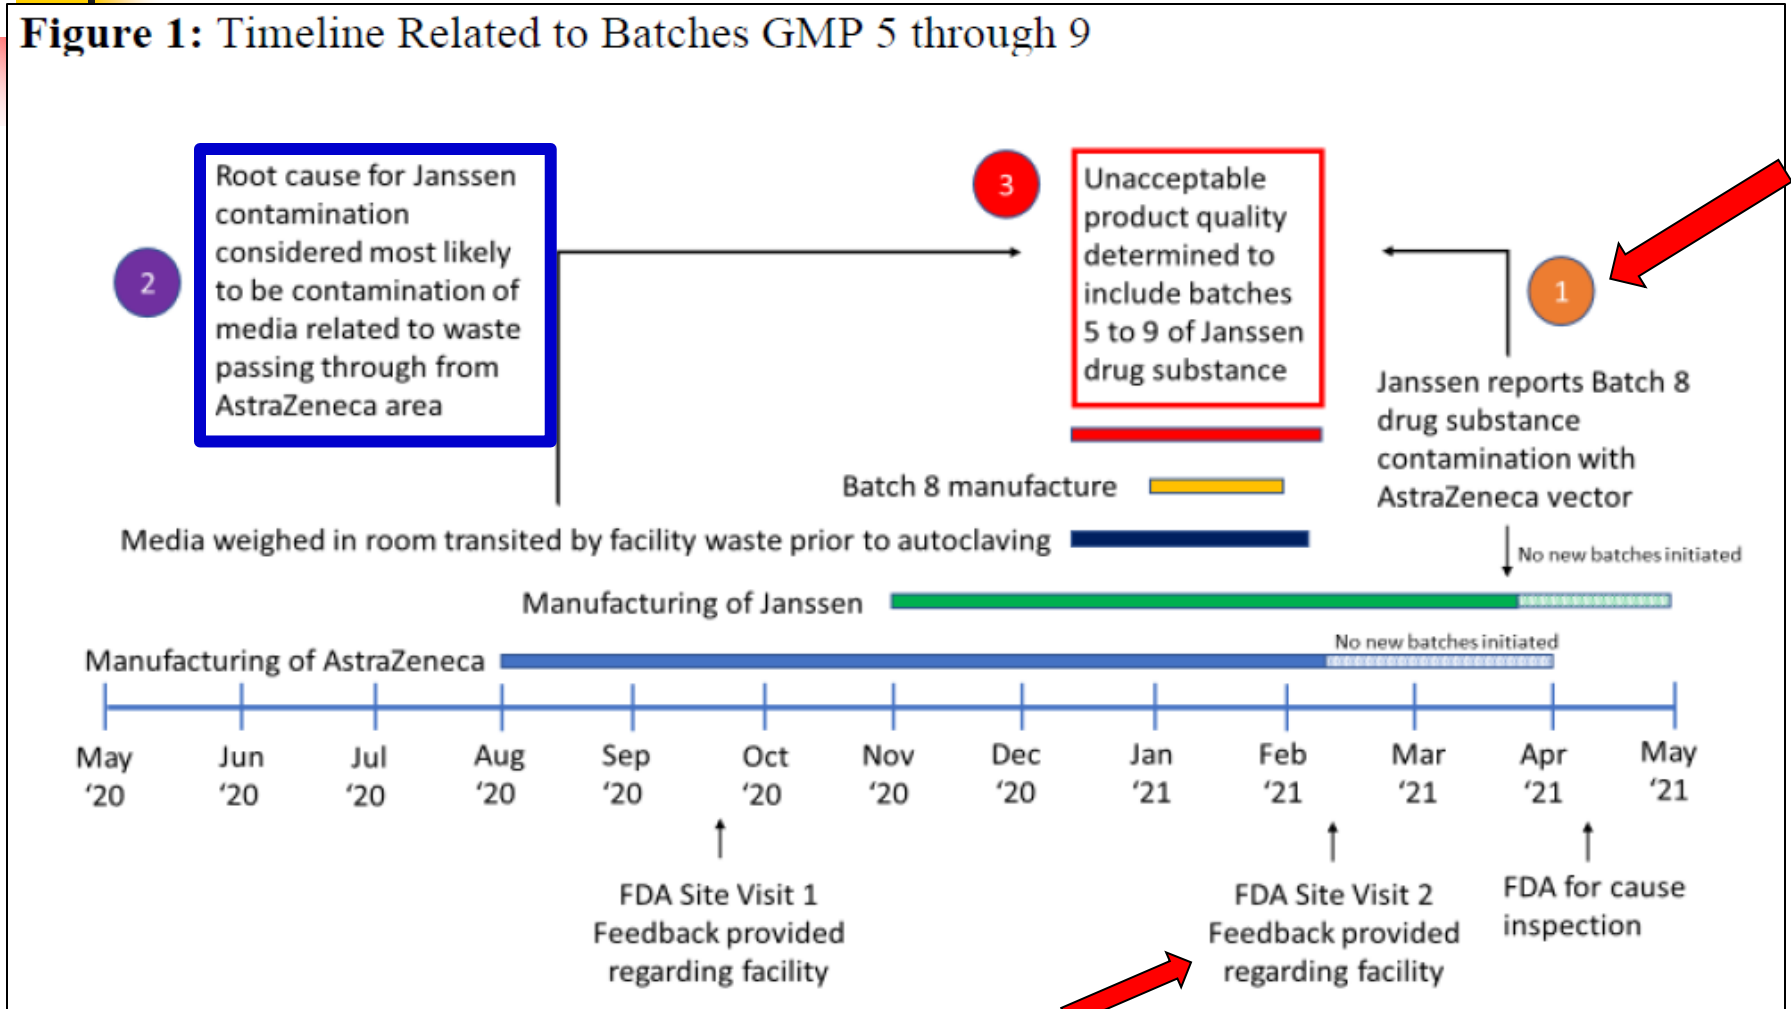 Figure 1: Timeline Related to Batches GMP 5 through 9
Root cause for Janssen
contamination
considered most likely
to be contamination of
media related to waste
passing through from
AstraZeneca area
2
3
Unacceptable
product quality
determined to
include batches
5 to 9 of Janssen
drug substance
1
Janssen reports Batch 8
drug substance
contamination with
AstraZeneca vector
Batch 8 manufacture
Media weighed in room transited by facility waste prior to autoclaving
No new batches initiated
Manufacturing of Janssen
No new batches initiated
Manufacturing of AstraZeneca
May Jun Jul Aug Sep Oct Nov Dec Jan Feb Mar Apr May
‘20 ‘20 ‘20 ‘20 ‘20 ‘20 ‘20 ‘20 ‘21 ‘21 ‘21 ‘21 ‘21
FDA Site Visit 1
Feedback provided
regarding facility
FDA Site Visit 2
Feedback provided
regarding facility
FDA for cause
inspection